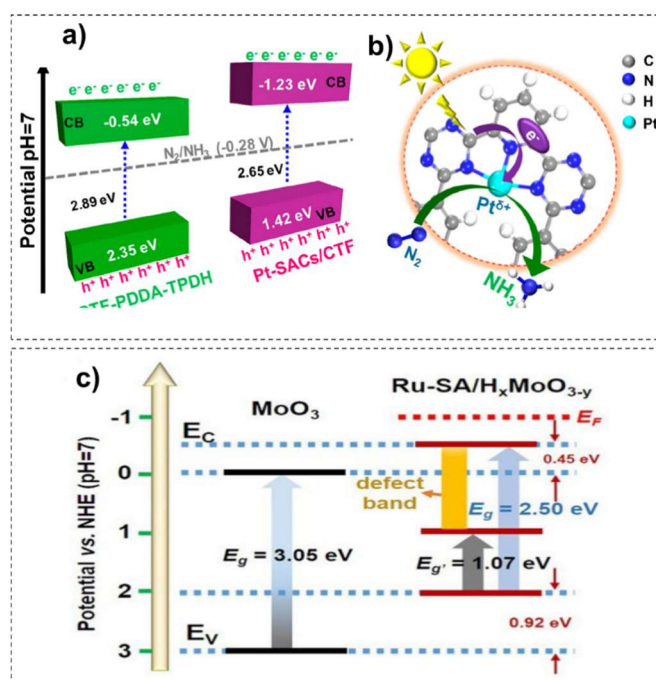 a)
Potential pH=7
e⁻ e⁻ e⁻ e⁻ e⁻ e⁻
CB
-0.54 eV
2.89 eV
VB
2.35 eV
h⁺ h⁺ h⁺ h⁺ h⁺ h⁺
-PDDA-TPDH
N₂/NH₃ (-0.28 V)
e⁻ e⁻ e⁻ e⁻ e⁻ e⁻
-1.23 eV
CB
2.65 eV
1.42 eV
VB
h⁺ h⁺ h⁺ h⁺ h⁺ h⁺
Pt-SACs/CTF
b)
e⁻
Ptᵟ⁺
N₂
NH₃
C
N
H
Pt
c)
Potential vs. NHE (pH=7)
-1
0
1
2
3
MoO₃
E_C
E_g = 3.05 eV
E_V
Ru-SA/HₓMoO₃₋ᵧ
E_F
0.45 eV
defect
band
E_g = 2.50 eV
E_g' = 1.07 eV
0.92 eV